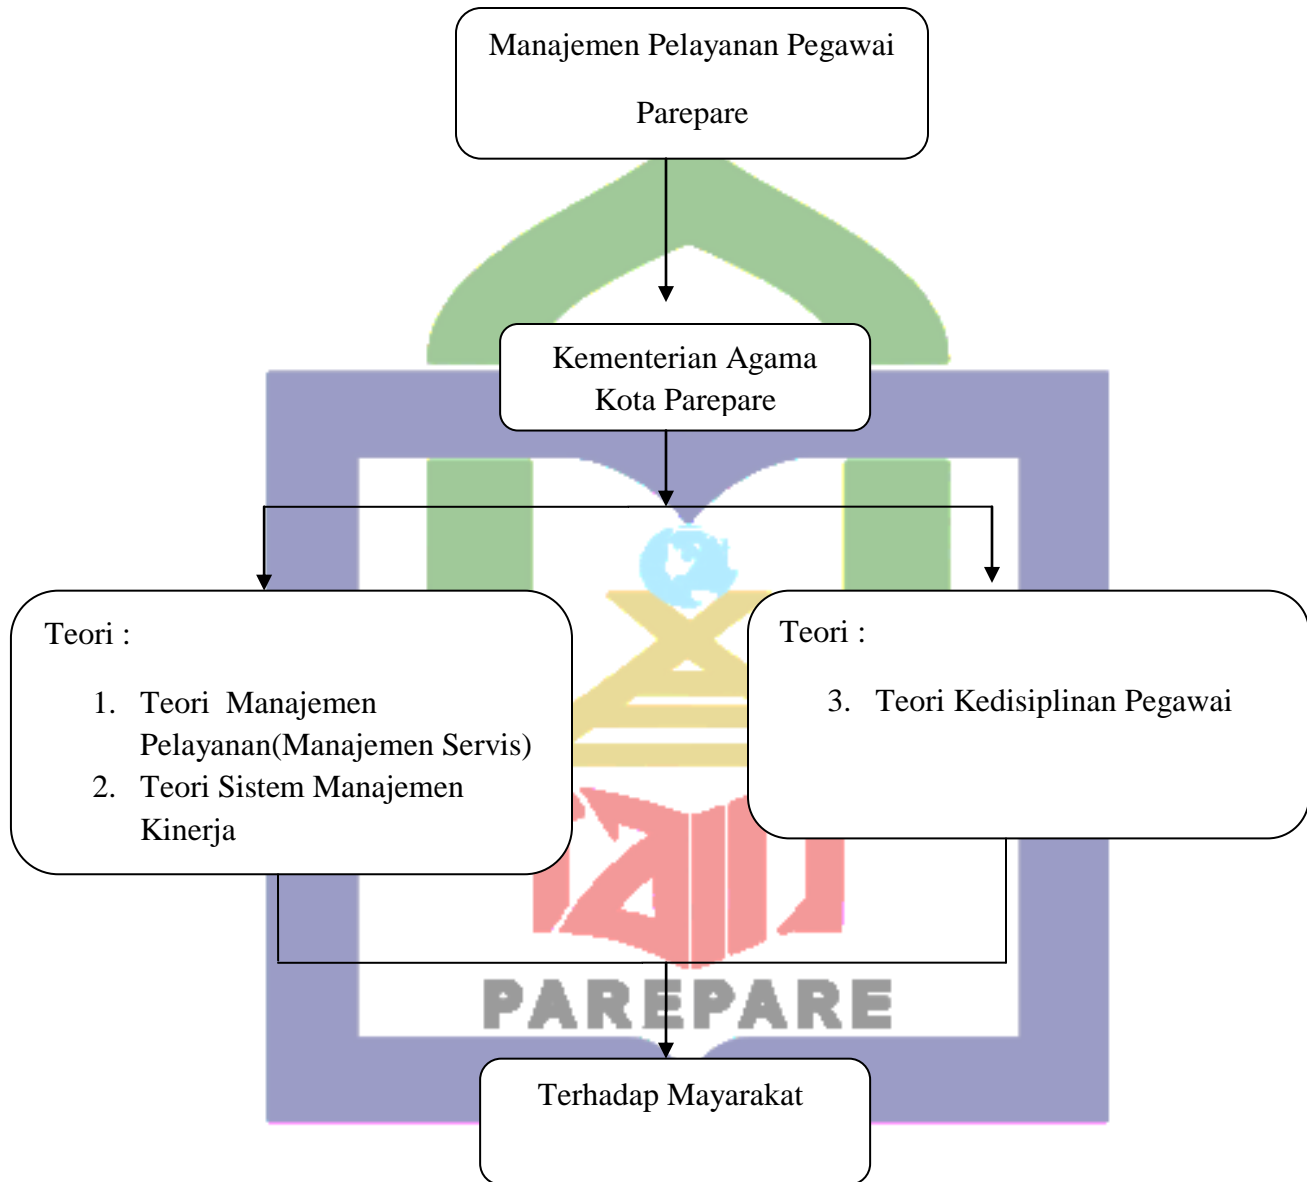 Manajemen Pelayanan Pegawai
Parepare
Kementerian Agama
Kota Parepare
Teori :
1. Teori Manajemen
Pelayanan(Manajemen Servis)
2. Teori Sistem Manajemen
Kinerja
Teori :
3. Teori Kedisiplinan Pegawai
PAREPARE
Terhadap Mayarakat